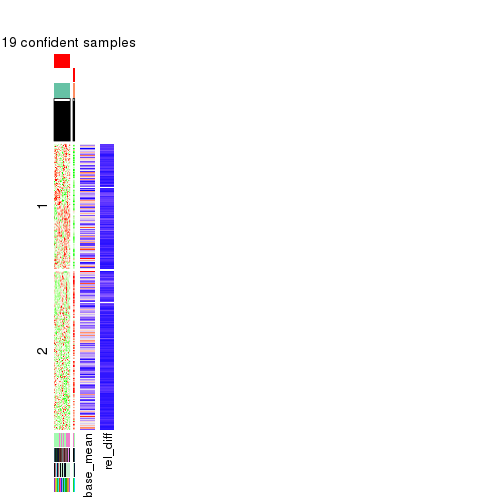 19 confident samples
1
2
base_mean
rel_diff